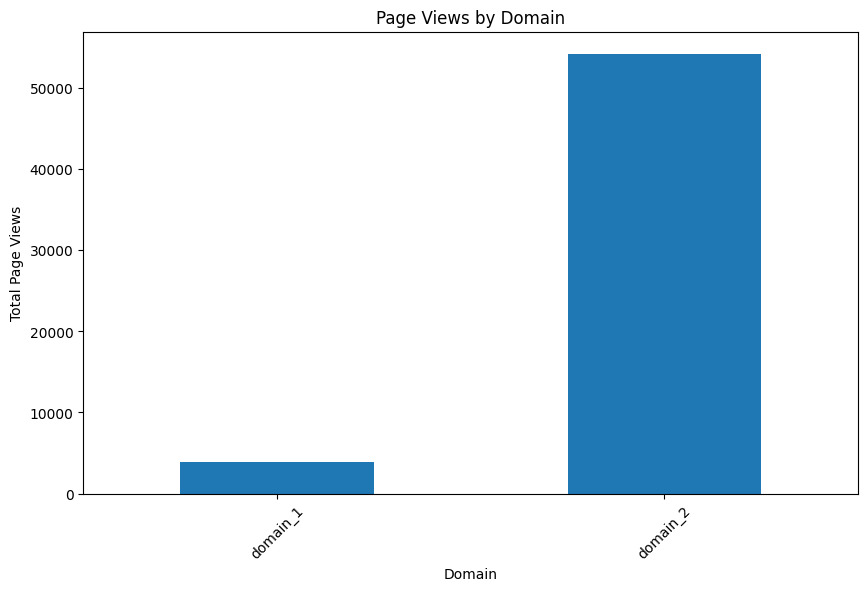 Page Views by Domain
Total Page Views
50000
40000
30000
20000
10000
0
domain_1
domain_2
Domain